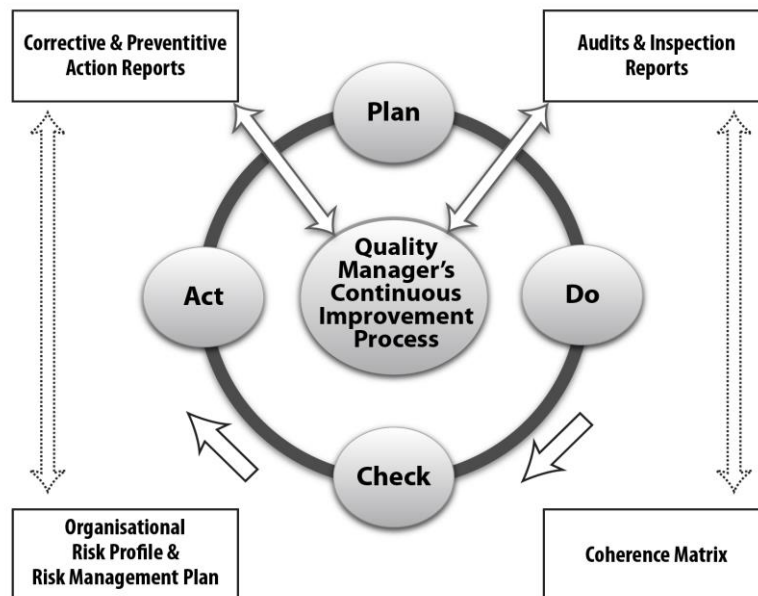 Corrective & Preventitive
Action Reports
Audits & Inspection
Reports
Plan
Quality
Manager's
Continuous
Improvement
Process
Act
Do
Check
Organisational
Risk Profile &
Risk Management Plan
Coherence Matrix